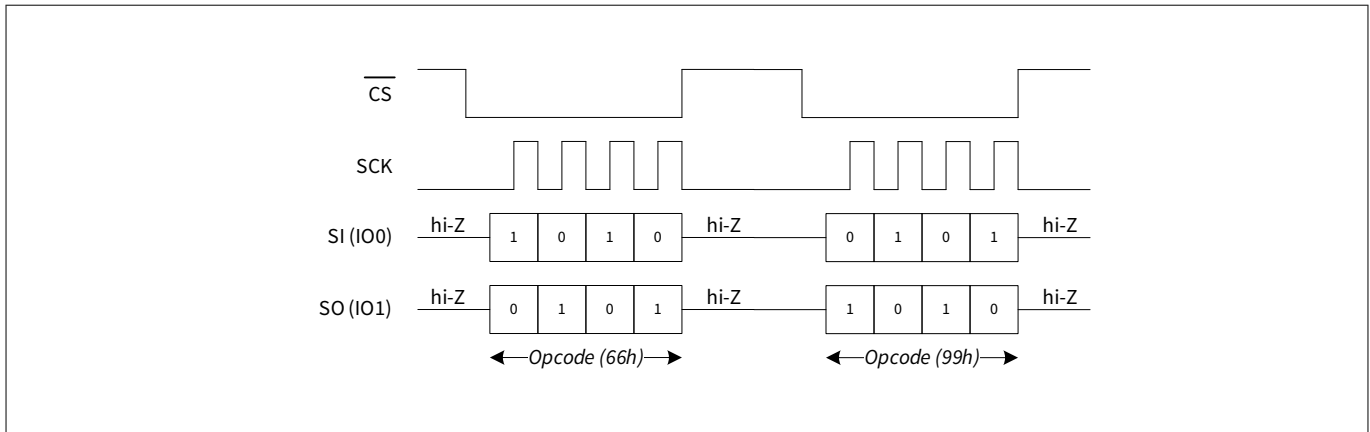 CS
SCK
SI (IO0) hi-Z 1 0 1 0 hi-Z 0 1 0 1 hi-Z
SO (IO1) hi-Z 0 1 0 1 hi-Z 1 0 1 0 hi-Z
Opcode (66h) Opcode (99h)